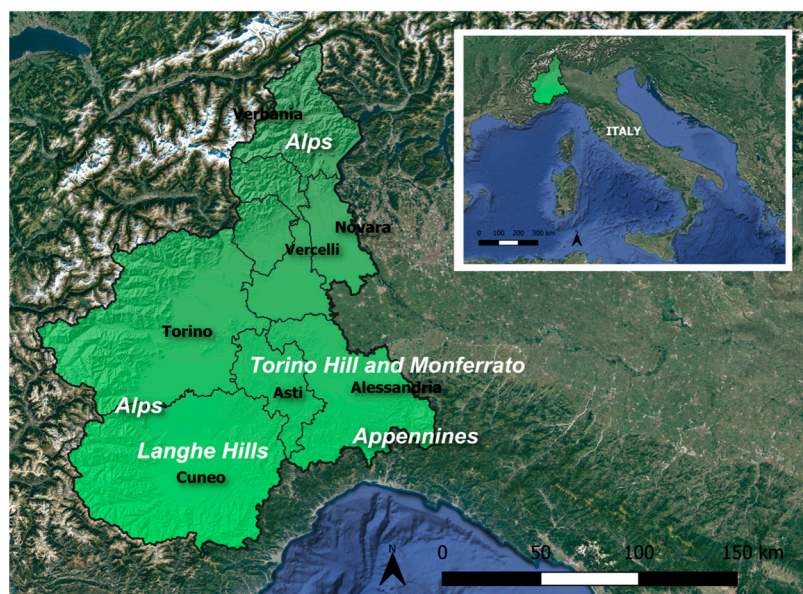 Verbania
Alps
ITALY
0 100 200 300 km
Novara
Vercelli
Torino
Torino Hill and Monferrato
Asti
Alessandria
Alps
Appennines
Langhe Hills
Cuneo
N
0 50 100 150 km